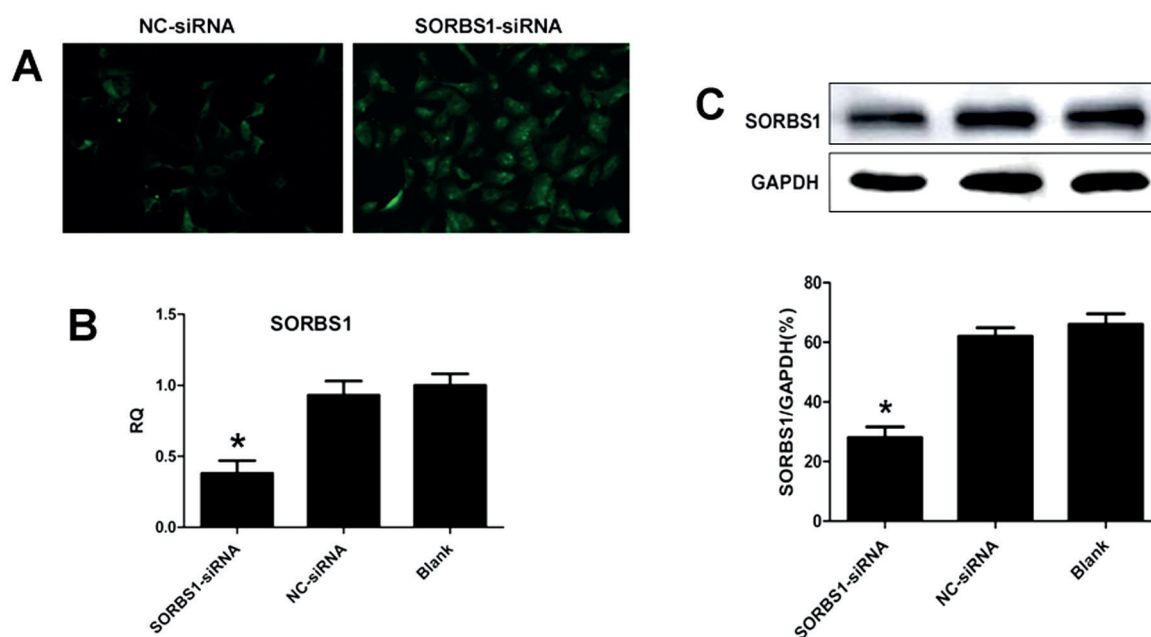 A
NC-siRNA
SORBS1-siRNA
B
SORBS1
RQ
1.5
1.0
0.5
0.0
*
SORBS1-siRNA
NC-siRNA
Blank
C
SORBS1
GAPDH
SORBS1/GAPDH(%)
80
60
40
20
0
*
SORBS1-siRNA
NC-siRNA
Blank